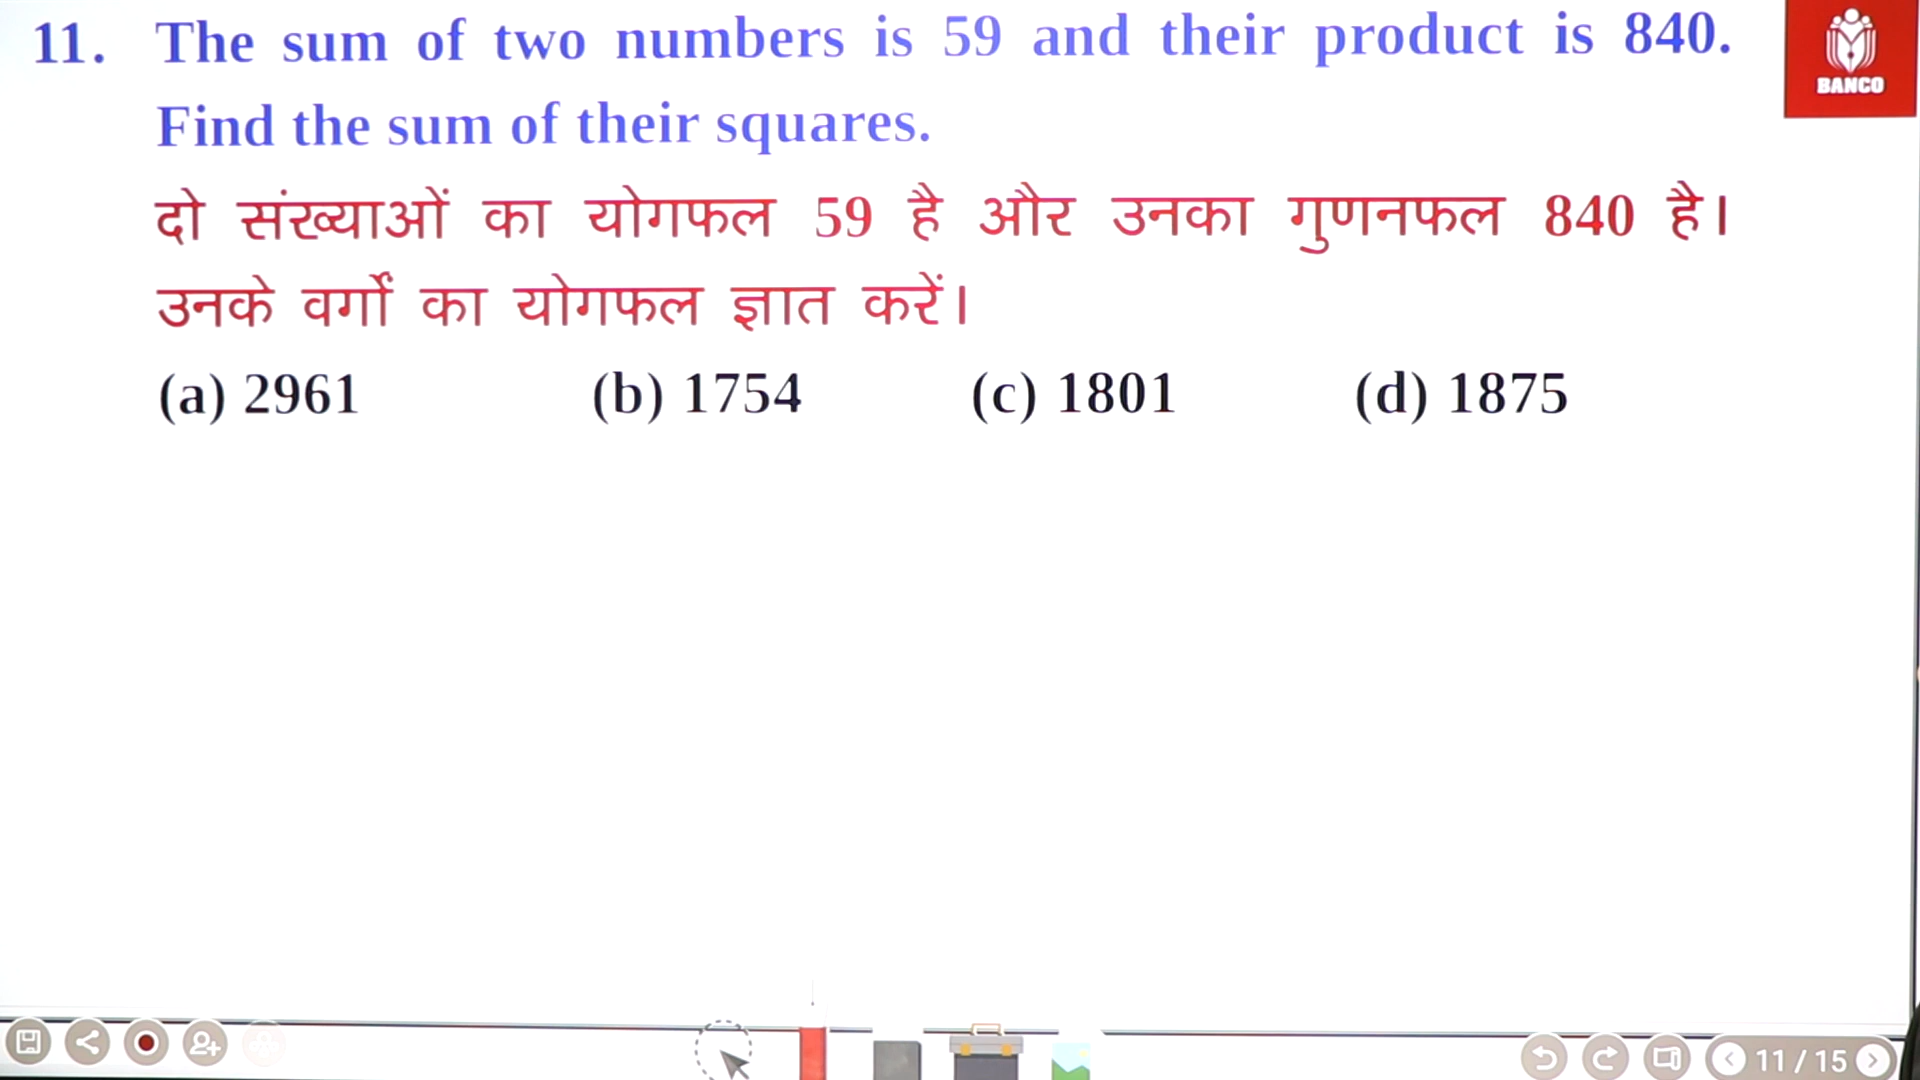 11. The sum of two numbers is 59 and their product is 840.
Find the sum of their squares.
दो संख्याओं का योगफल 59 है और उनका गुणनफल 840 है।
उनके वर्गों का योगफल ज्ञात करें।
(a) 2961 (b) 1754 (c) 1801 (d) 1875
BANCO
11 / 15